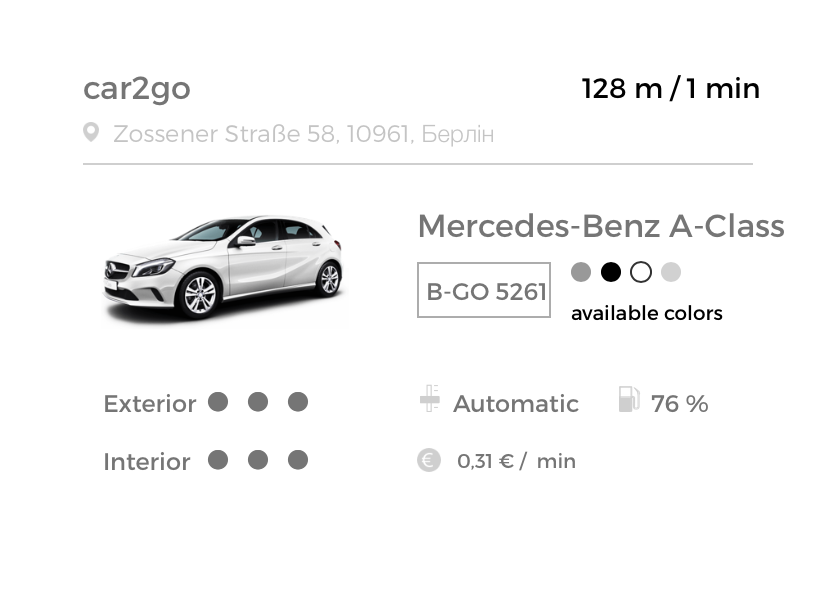 car2go
128 m / 1 min
Zossener Straße 58, 10961, Берлін
Mercedes-Benz A-Class
B-GO 5261
available colors
Exterior
Automatic
76 %
Interior
€
0,31 € / min